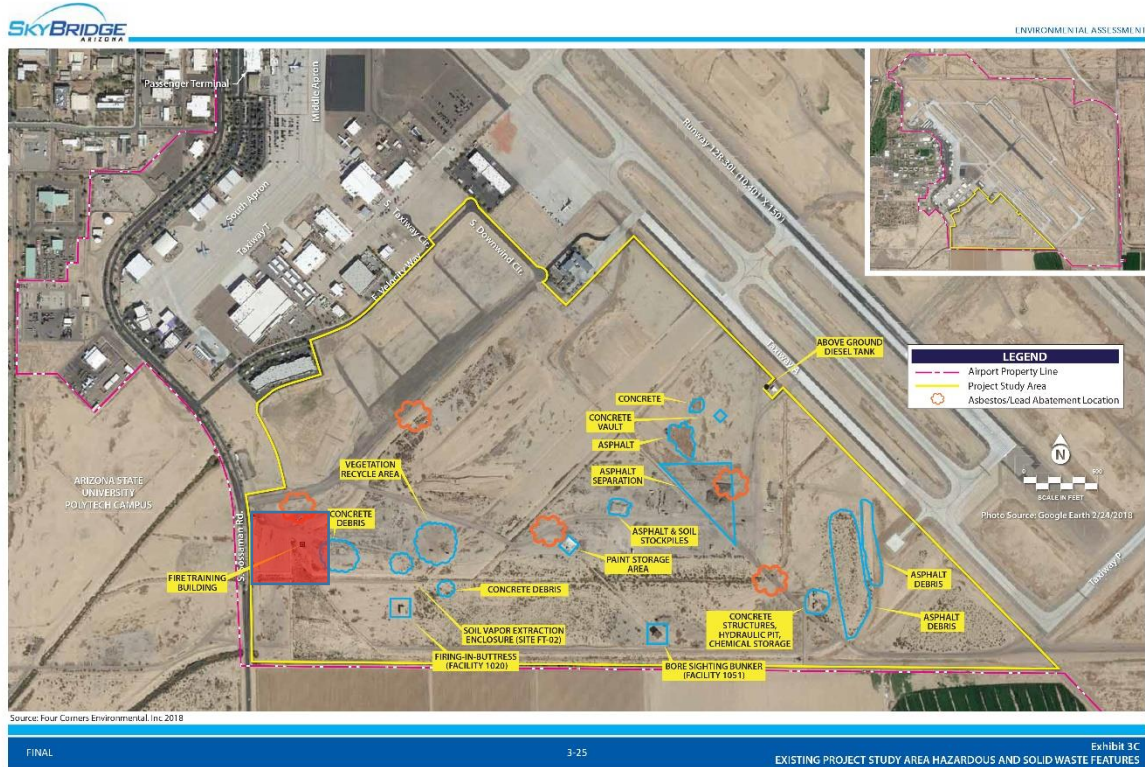 SKYBRIDGE
ARIZONA
ENVIRONMENTAL ASSESSMENT
Passenger Terminal
Middle Apron
Runway 12R-30L (10,401' X 150')
South Apron
Taxiway T
S. Taxiway Cir.
S. Downwind Cir.
E. Velocity Way
Taxiway B
ABOVE GROUND
DIESEL TANK
LEGEND
Airport Property Line
Project Study Area
Asbestos/Lead Abatement Location
N
0
800
SCALE IN FEET
Photo Source: Google Earth 2/24/2018
CONCRETE
CONCRETE
VAULT
ASPHALT
ASPHALT
SEPARATION
VEGETATION
RECYCLE AREA
ARIZONA STATE
UNIVERSITY
POLYTECH CAMPUS
S. Sossaman Rd.
CONCRETE
DEBRIS
ASPHALT & SOIL
STOCKPILES
PAINT STORAGE
AREA
FIRE TRAINING
BUILDING
CONCRETE DEBRIS
Taxiway P
ASPHALT
DEBRIS
ASPHALT
DEBRIS
CONCRETE
STRUCTURES,
HYDRAULIC PIT,
CHEMICAL STORAGE
SOIL VAPOR EXTRACTION
ENCLOSURE (SITE FT-02)
FIRING-IN-BUTTRESS
(FACILITY 1020)
BORE SIGHTING BUNKER
(FACILITY 1051)
Source: Four Corners Environmental, Inc 2018
FINAL
3-25
Exhibit 3C
EXISTING PROJECT STUDY AREA HAZARDOUS AND SOLID WASTE FEATURES